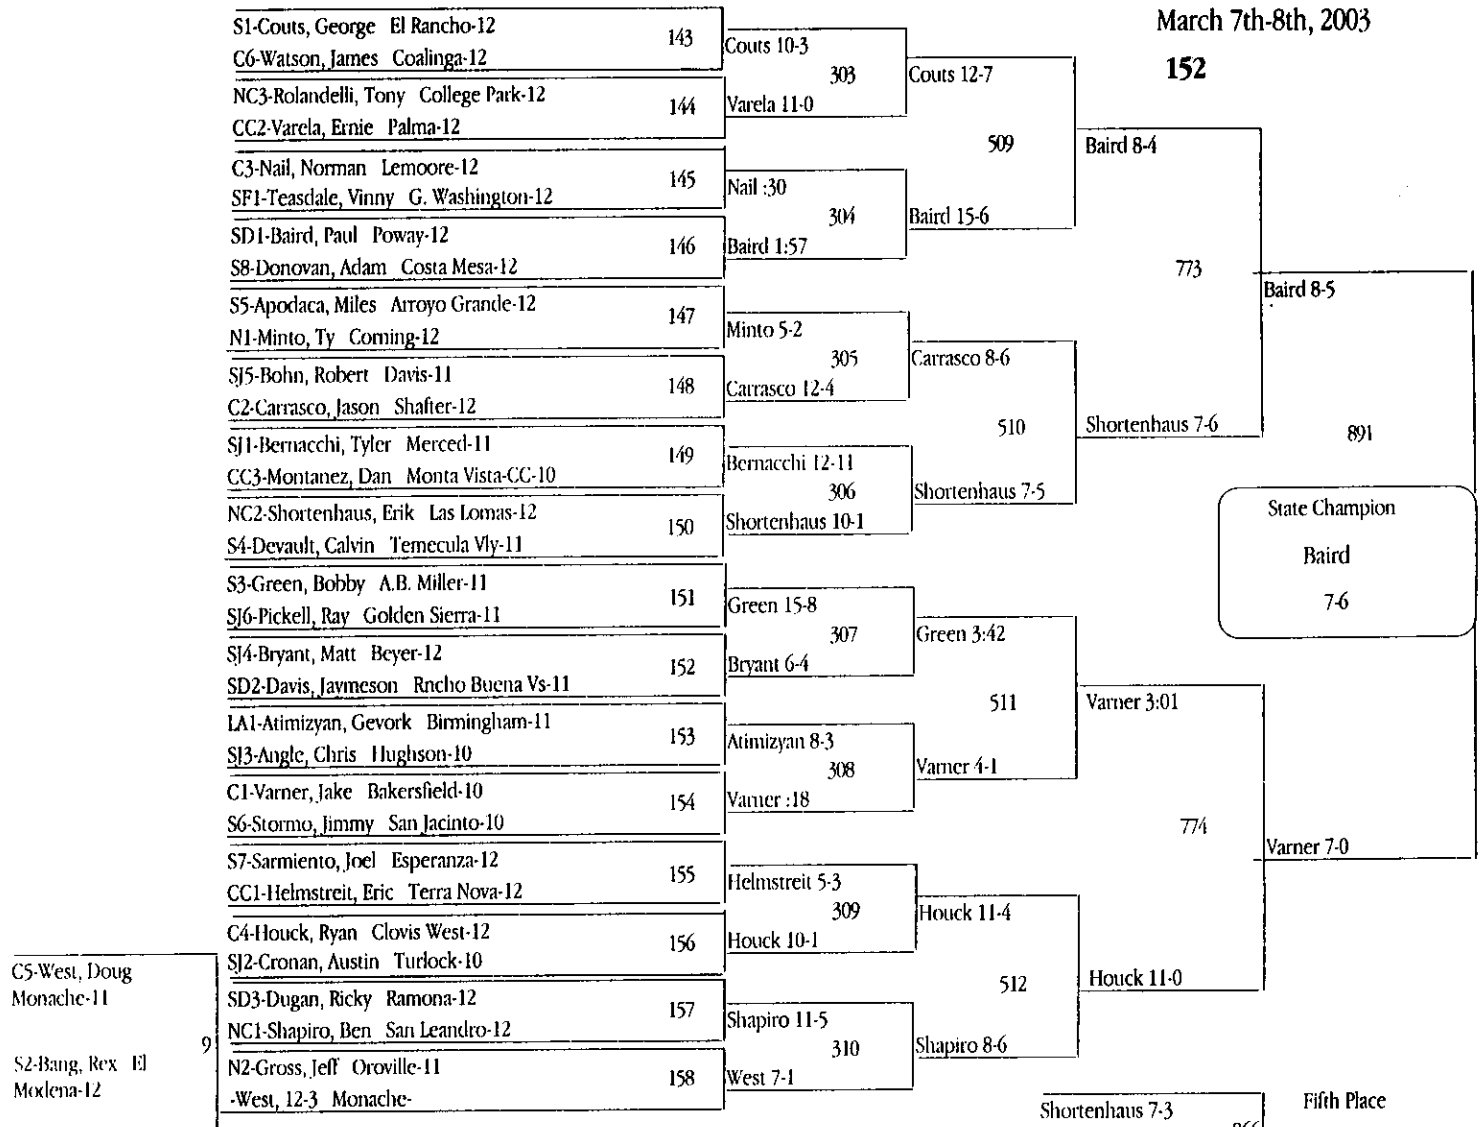 March 7th-8th, 2003
152
S1-Couts, George El Rancho-12
C6-Watson, James Coalinga-12
143
NC3-Rolandelli, Tony College Park-12
CC2-Varela, Ernie Palma-12
144
C3-Nail, Norman Lemoore-12
SF1-Teasdale, Vinny G. Washington-12
145
SD1-Baird, Paul Poway-12
S8-Donovan, Adam Costa Mesa-12
146
S5-Apodaca, Miles Arroyo Grande-12
N1-Minto, Ty Corning-12
147
SJ5-Bohn, Robert Davis-11
C2-Carrasco, Jason Shafter-12
148
SJ1-Bernacchi, Tyler Merced-11
CC3-Montanez, Dan Monta Vista-CC-10
149
NC2-Shortenhaus, Erik Las Lomas-12
S4-Devault, Calvin Temecula Vly-11
150
S3-Green, Bobby A.B. Miller-11
SJ6-Pickell, Ray Golden Sierra-11
151
SJ4-Bryant, Matt Beyer-12
SD2-Davis, Jaymeson Rncho Buena Vs-11
152
LA1-Atimizyan, Gevork Birmingham-11
SJ3-Angle, Chris Hughson-10
153
C1-Varner, Jake Bakersfield-10
S6-Stormo, Jimmy San Jacinto-10
154
S7-Sarmiento, Joel Esperanza-12
CC1-Helmstreit, Eric Terra Nova-12
155
C4-Houck, Ryan Clovis West-12
SJ2-Cronan, Austin Turlock-10
156
SD3-Dugan, Ricky Ramona-12
NC1-Shapiro, Ben San Leandro-12
157
N2-Gross, Jeff Oroville-11
-West, 12-3 Monache-
158
C5-West, Doug
Monache-11
9
S2-Bang, Rex El
Modena-12
Couts 10-3
303
Varela 11-0
Nail :30
304
Baird 1:57
Minto 5-2
305
Carrasco 12-4
Bernacchi 12-11
306
Shortenhaus 10-1
Green 15-8
307
Bryant 6-4
Atimizyan 8-3
308
Varner :18
Helmstreit 5-3
309
Houck 10-1
Shapiro 11-5
310
West 7-1
Couts 12-7
509
Baird 15-6
Carrasco 8-6
510
Shortenhaus 7-5
Green 3:42
511
Varner 4-1
Houck 11-4
512
Shapiro 8-6
Baird 8-4
773
Shortenhaus 7-6
Varner 3:01
774
Houck 11-0
Baird 8-5
891
Varner 7-0
State Champion
Baird
7-6
Shortenhaus 7-3
Fifth Place